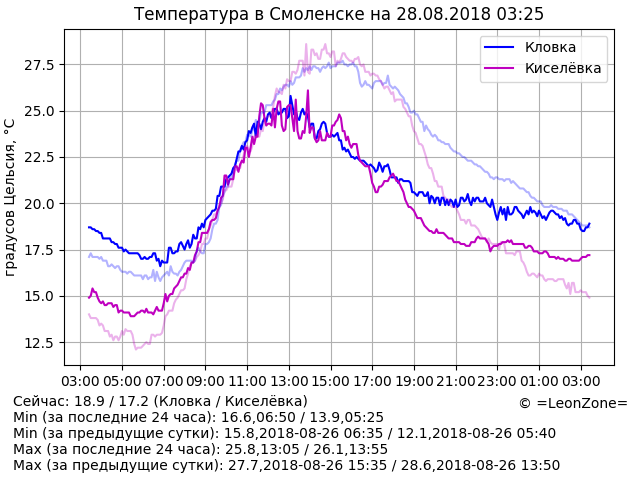 Температура в Смоленске на 28.08.2018 03:25
Кловка
Киселёвка
градусов Цельсия, °C
27.5
25.0
22.5
20.0
17.5
15.0
12.5
03:00 05:00 07:00 09:00 11:00 13:00 15:00 17:00 19:00 21:00 23:00 01:00 03:00
Сейчас: 18.9 / 17.2 (Кловка / Киселёвка)
© =LeonZone=
Min (за последние 24 часа): 16.6,06:50 / 13.9,05:25
Min (за предыдущие сутки): 15.8,2018-08-26 06:35 / 12.1,2018-08-26 05:40
Max (за последние 24 часа): 25.8,13:05 / 26.1,13:55
Max (за предыдущие сутки): 27.7,2018-08-26 15:35 / 28.6,2018-08-26 13:50